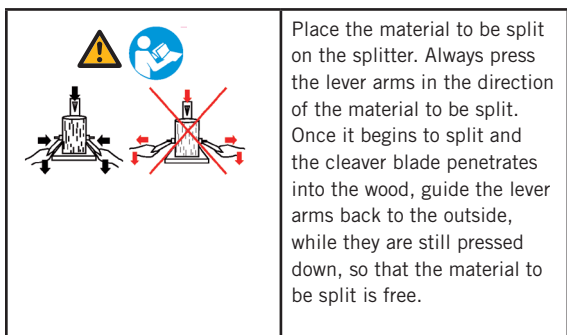 Place the material to be split
on the splitter. Always press
the lever arms in the direction
of the material to be split.
Once it begins to split and
the cleaver blade penetrates
into the wood, guide the lever
arms back to the outside,
while they are still pressed
down, so that the material to
be split is free.